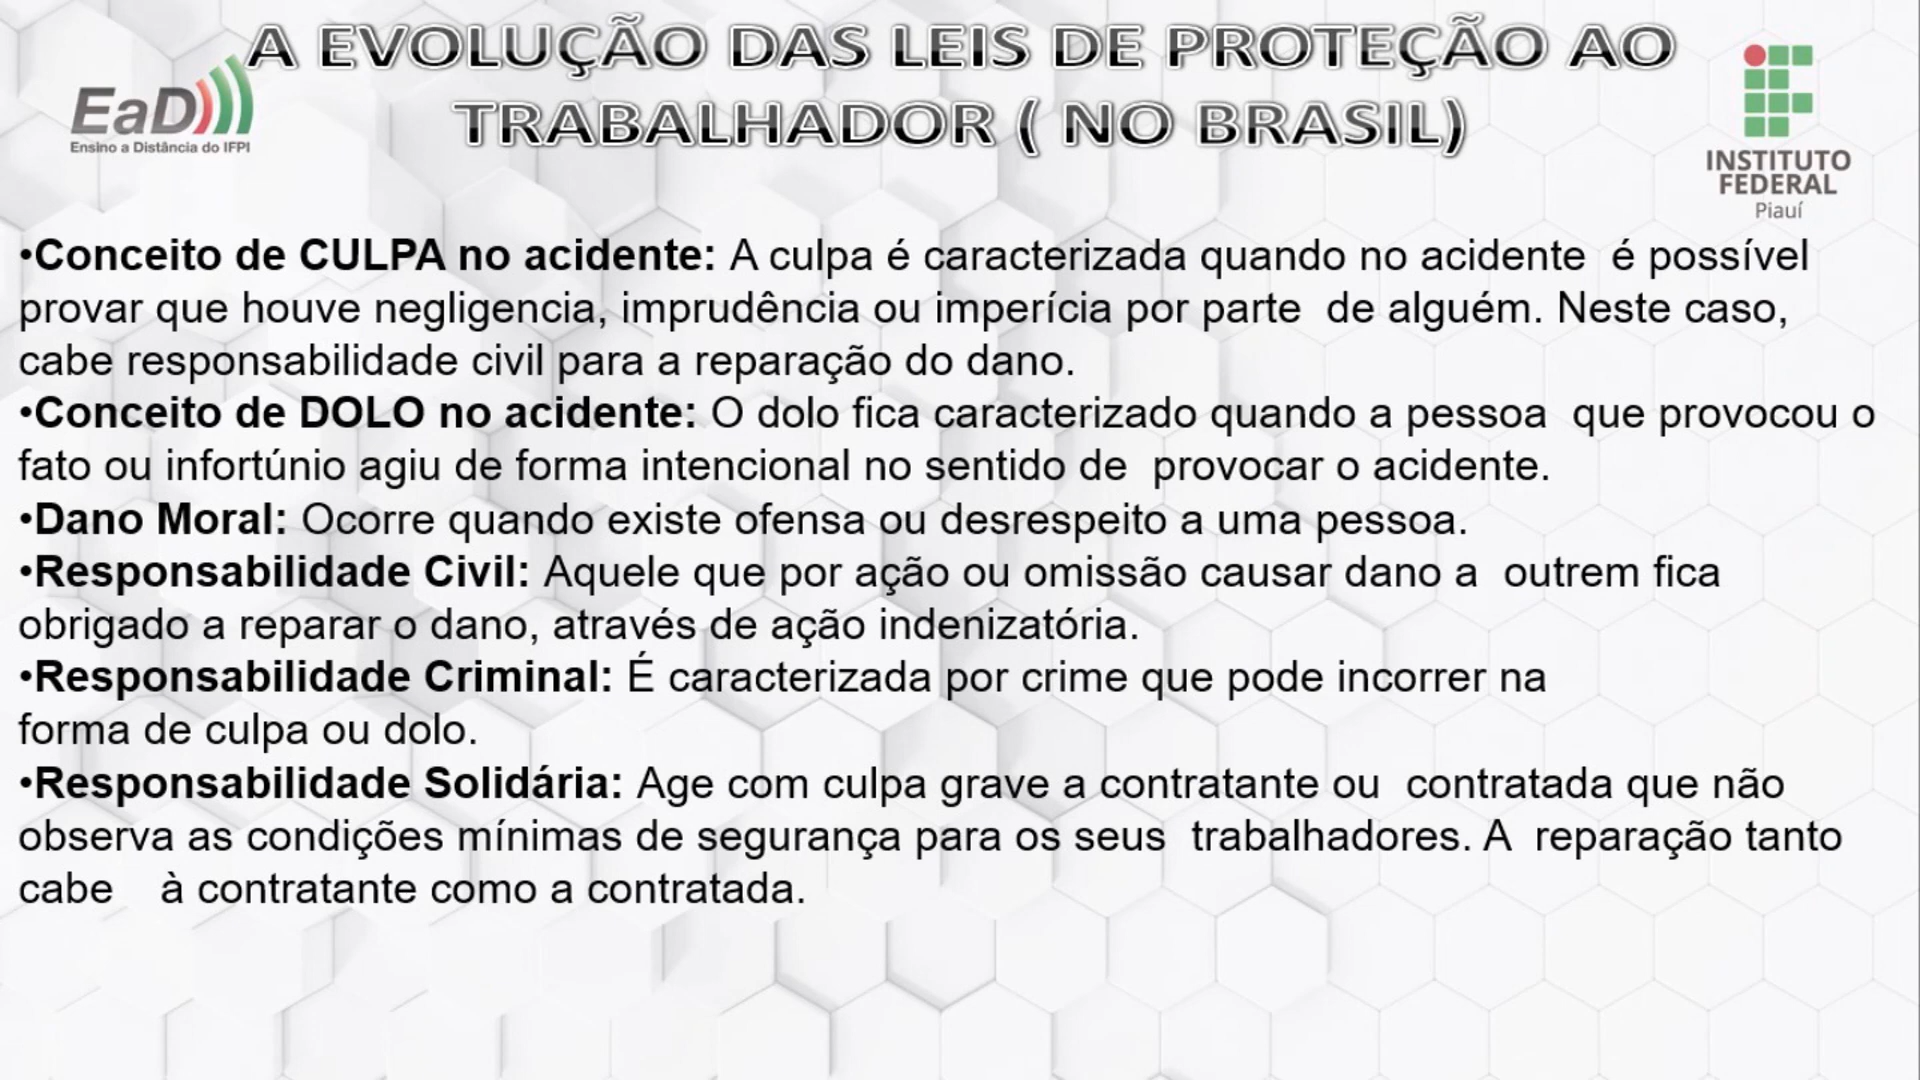 A EVOLUÇÃO DAS LEIS DE PROTEÇÃO AO
TRABALHADOR ( NO BRASIL)
EaD
Ensino a Distância do IFPI
INSTITUTO
FEDERAL
Piauí
•Conceito de CULPA no acidente: A culpa é caracterizada quando no acidente é possível
provar que houve negligencia, imprudência ou imperícia por parte de alguém. Neste caso,
cabe responsabilidade civil para a reparação do dano.
•Conceito de DOLO no acidente: O dolo fica caracterizado quando a pessoa que provocou o
fato ou infortúnio agiu de forma intencional no sentido de provocar o acidente.
•Dano Moral: Ocorre quando existe ofensa ou desrespeito a uma pessoa.
•Responsabilidade Civil: Aquele que por ação ou omissão causar dano a outrem fica
obrigado a reparar o dano, através de ação indenizatória.
•Responsabilidade Criminal: É caracterizada por crime que pode incorrer na
forma de culpa ou dolo.
•Responsabilidade Solidária: Age com culpa grave a contratante ou contratada que não
observa as condições mínimas de segurança para os seus trabalhadores. A reparação tanto
cabe à contratante como a contratada.